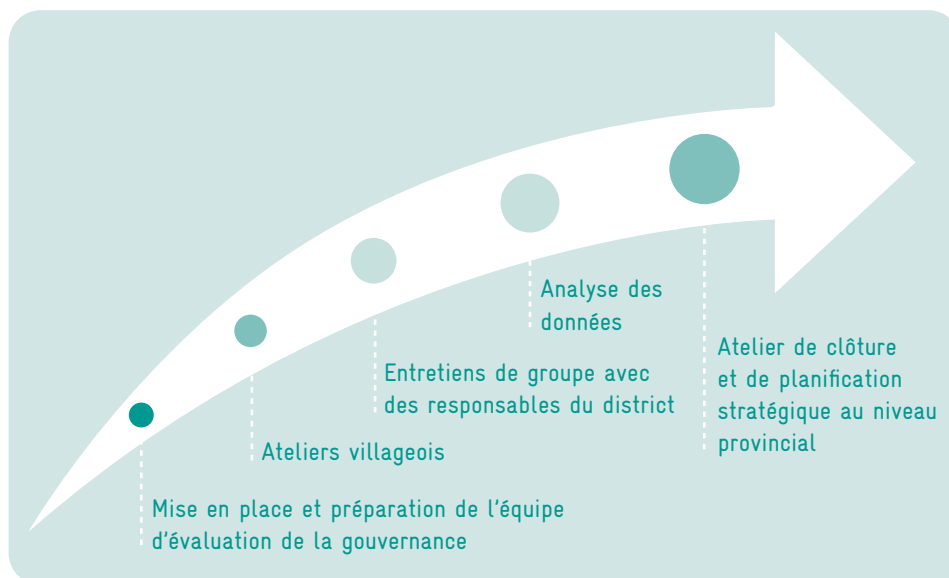 Mise en place et préparation de l'équipe
d'évaluation de la gouvernance
Ateliers villageois
Entretiens de groupe avec
des responsables du district
Analyse des
données
Atelier de clôture
et de planification
stratégique au niveau
provincial